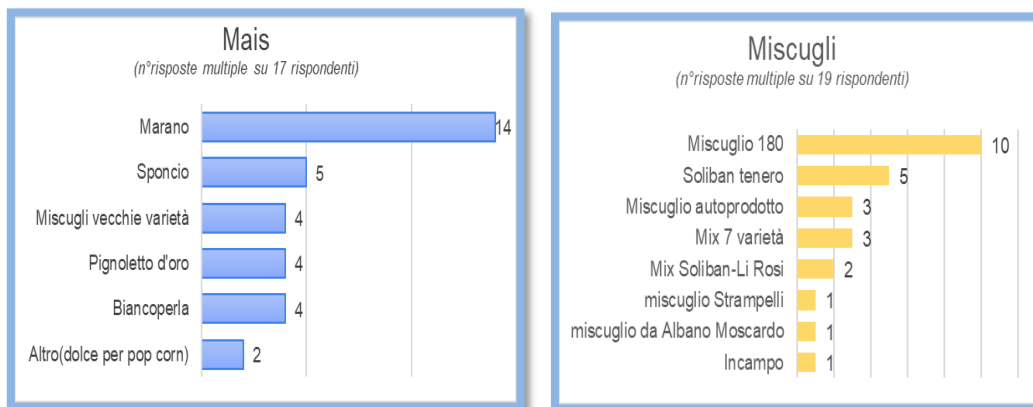 Mais
(n°risposte multiple su 17 rispondenti)
Marano 14
Sponcio 5
Miscugli vecchie varietà 4
Pignoletto d'oro 4
Biancoperla 4
Altro(dolce per pop corn) 2
Miscugli
(n°risposte multiple su 19 rispondenti)
Miscuglio 180 10
Soliban tenero 5
Miscuglio autoprodotto 3
Mix 7 varietà 3
Mix Soliban-Li Rosi 2
miscuglio Strampelli 1
miscuglio da Albano Moscardo 1
Incampo 1